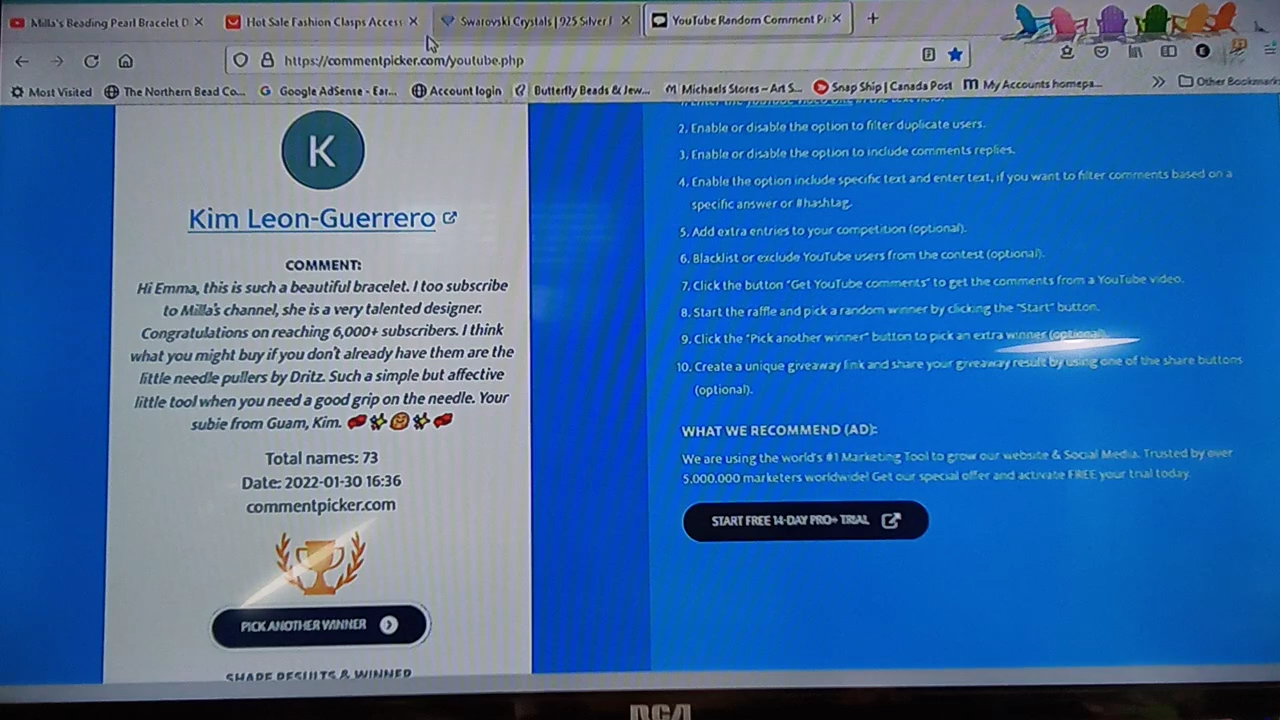 Milla's Beading Pearl Bracelet D
Hot Sale Fashion Clasps Access
Swarovski Crystals | 925 Silver
YouTube Random Comment P
https://commentpicker.com/youtube.php
Most Visited
The Northern Bead Co...
Google AdSense - Ear...
Account login
Butterfly Beads & Jew...
Michaels Stores – Art S...
Snap Ship | Canada Post
My Accounts homepa...
Other Bookmark
K
Kim Leon-Guerrero
COMMENT:
Hi Emma, this is such a beautiful bracelet. I too subscribe
to Milla's channel, she is a very talented designer.
Congratulations on reaching 6,000+ subscribers. I think
what you might buy if you don't already have them are the
little needle pullers by Dritz. Such a simple but affective
little tool when you need a good grip on the needle. Your
subie from Guam, Kim.
Total names: 73
Date: 2022-01-30 16:36
commentpicker.com
PICK ANOTHER WINNER
SHARE RESULTS & WINNER
2. Enable or disable the option to filter duplicate users.
3. Enable or disable the option to include comments replies.
4. Enable the option include specific text and enter text, if you want to filter comments based on a
specific answer or #hashtag.
5. Add extra entries to your competition (optional).
6. Blacklist or exclude YouTube users from the contest (optional).
7. Click the button "Get YouTube comments" to get the comments from a YouTube video.
8. Start the raffle and pick a random winner by clicking the "Start" button.
9. Click the "Pick another winner" button to pick an extra winner (optional).
10. Create a unique giveaway link and share your giveaway result by using one of the share buttons
(optional).
WHAT WE RECOMMEND (AD):
We are using the world's #1 Marketing Tool to grow our website & Social Media. Trusted by over
5.000.000 marketers worldwide! Get our special offer and activate FREE your trial today.
START FREE 14-DAY PRO+ TRIAL
RCA